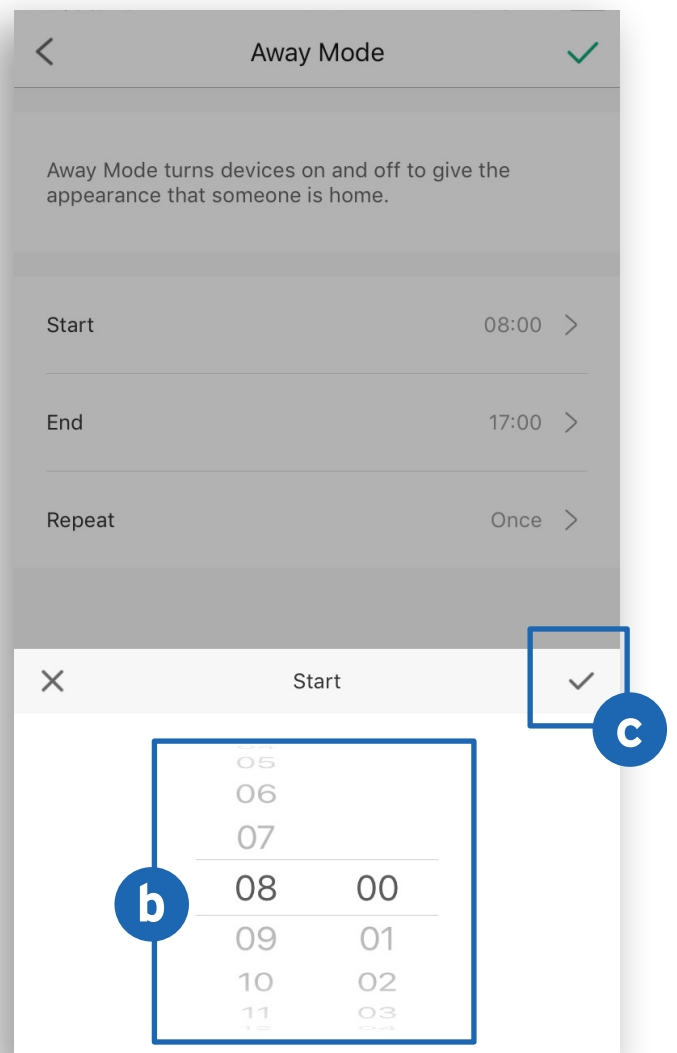 Away Mode
Away Mode turns devices on and off to give the
appearance that someone is home.
Start 08:00
End 17:00
Repeat Once
Start
c
05
06
07
b
08 00
09 01
10 02
11 03